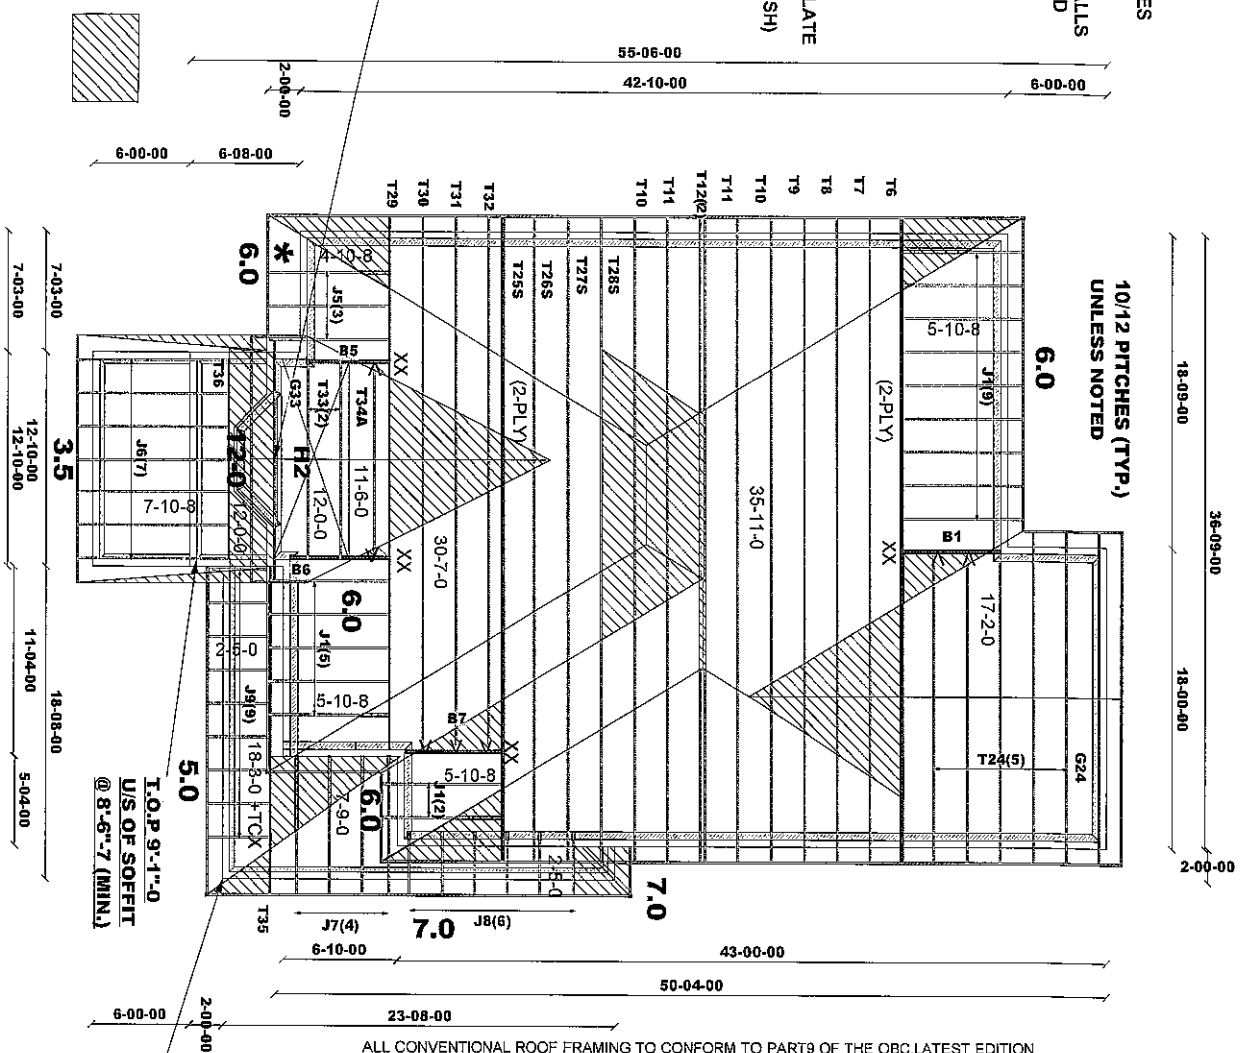 ES
LLS
D
LATE
SH)
55-06-00
2-00-00
42-10-00
6-00-00
6-00-00
6-08-00
T29
T30
T31
T32
T10
T11
T12(2)
T11
T10
T9
T8
T7
T6
10/12 PITCHES (TYP.)
UNLESS NOTED
6.0
*
4-10-8
J5(3)
T25S
T26S
T27S
T28S
5-10-8
J1(9)
6.0
18-09-00
36-09-00
7-03-00
7-03-00
B5
XX
(2-PLY)
(2-PLY)
T36
G33
T33(2)
T34A
12.0
H2
11-6-0
12-0-0
35-11-0
3.5
12-10-00
12-10-00
J6(7)
7-10-8
12-0-0
XX
30-7-0
XX
B1
B6
17-2-0
6.0
J1(5)
2-5-0
5-10-8
J9(9)
11-04-00
18-08-00
18-00-00
B7
XX
5-10-8
T24(5)
G24
18-3-0 +TCX
5.0
7-9-0
6.0
J1(2)
5-04-00
T.O.P 9'-1"-0
U/S OF SOFFIT
@ 8'-6"-7 (MIN.)
2-5-0
2-00-00
T35
J7(4)
7.0
J8(6)
7.0
6-10-00
43-00-00
50-04-00
6-00-00
2-00-00
23-08-00
ALL CONVENTIONAL ROOF FRAMING TO CONFORM TO PART9 OF THE OBC.LATEST EDITION